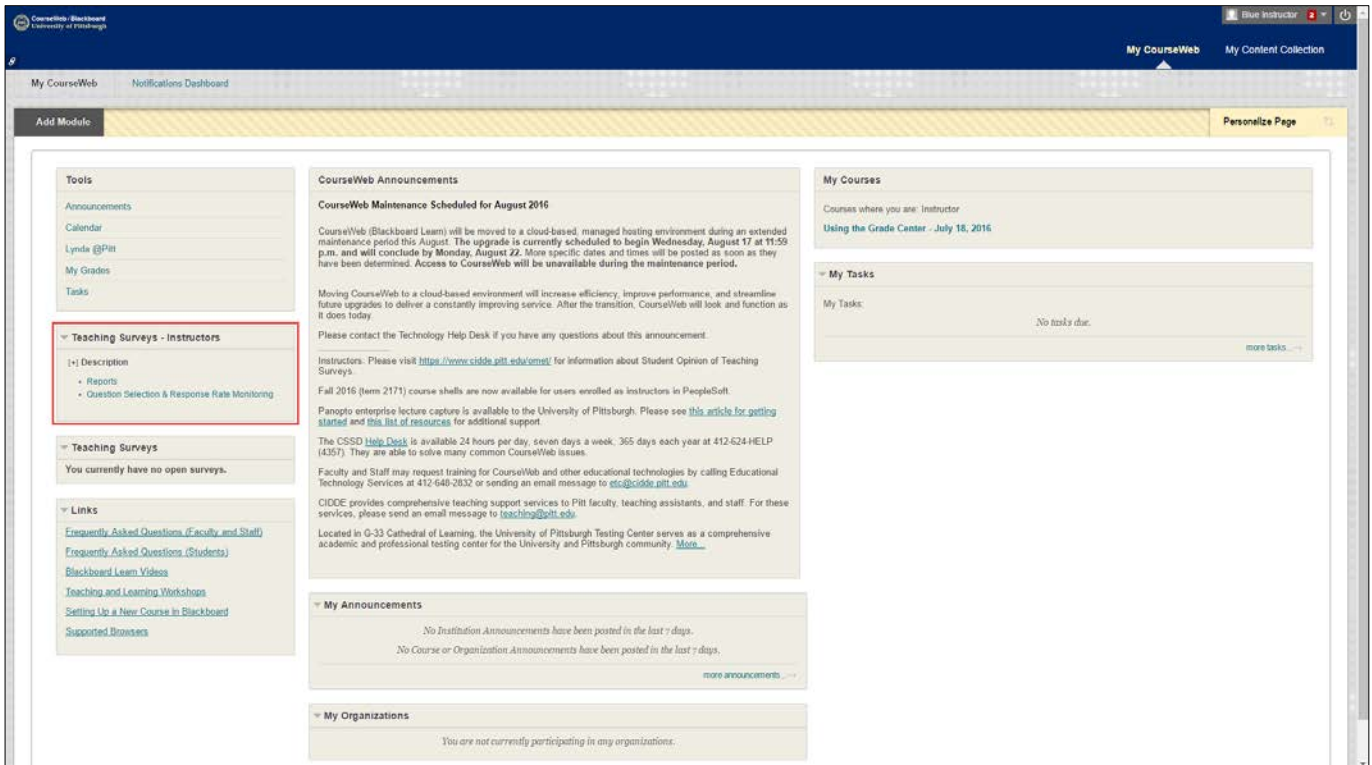 CourseWeb / Blackboard
University of Pittsburgh
Blue Instructor 2
My CourseWeb My Content Collection
My CourseWeb Notifications Dashboard
Add Module
Personalize Page
Tools
Announcements
Calendar
Lynda @Pitt
My Grades
Tasks
Teaching Surveys - Instructors
[+] Description
Reports
Question Selection & Response Rate Monitoring
Teaching Surveys
You currently have no open surveys.
Links
Frequently Asked Questions (Faculty and Staff)
Frequently Asked Questions (Students)
Blackboard Learn Videos
Teaching and Learning Workshops
Setting Up a New Course in Blackboard
Supported Browsers
CourseWeb Announcements
CourseWeb Maintenance Scheduled for August 2016
CourseWeb (Blackboard Learn) will be moved to a cloud-based, managed hosting environment during an extended
maintenance period this August. The upgrade is currently scheduled to begin Wednesday, August 17 at 11:59
p.m. and will conclude by Monday, August 22. More specific dates and times will be posted as soon as they
have been determined. Access to CourseWeb will be unavailable during the maintenance period.
Moving CourseWeb to a cloud-based environment will increase efficiency, improve performance, and streamline
future upgrades to deliver a constantly improving service. After the transition, CourseWeb will look and function as
it does today.
Please contact the Technology Help Desk if you have any questions about this announcement.
Instructors: Please visit https://www.cidde.pitt.edu/omet/ for information about Student Opinion of Teaching
Surveys.
Fall 2016 (term 2171) course shells are now available for users enrolled as instructors in PeopleSoft.
Panopto enterprise lecture capture is available to the University of Pittsburgh. Please see this article for getting
started and this list of resources for additional support.
The CSSD Help Desk is available 24 hours per day, seven days a week, 365 days each year at 412-624-HELP
(4357). They are able to solve many common CourseWeb issues.
Faculty and Staff may request training for CourseWeb and other educational technologies by calling Educational
Technology Services at 412-648-2832 or sending an email message to etc@cidde.pitt.edu.
CIDDE provides comprehensive teaching support services to Pitt faculty, teaching assistants, and staff. For these
services, please send an email message to teaching@pitt.edu.
Located in G-33 Cathedral of Learning, the University of Pittsburgh Testing Center serves as a comprehensive
academic and professional testing center for the University and Pittsburgh community. More...
My Announcements
No Institution Announcements have been posted in the last 7 days.
No Course or Organization Announcements have been posted in the last 7 days.
more announcements...
My Organizations
You are not currently participating in any organizations.
My Courses
Courses where you are: Instructor
Using the Grade Center - July 18, 2016
My Tasks
My Tasks:
No tasks due.
more tasks...